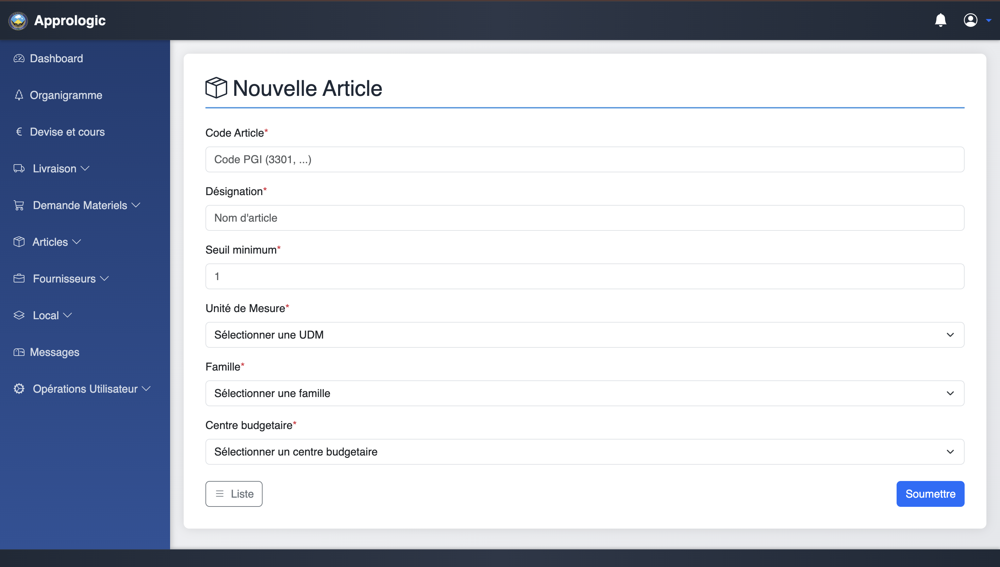 Apprologic
Dashboard
Organigramme
€ Devise et cours
Livraison
Demande Materiels
Articles
Fournisseurs
Local
Messages
Opérations Utilisateur
Nouvelle Article
Code Article*
Code PGI (3301, ...)
Désignation*
Nom d'article
Seuil minimum*
1
Unité de Mesure*
Sélectionner une UDM
Famille*
Sélectionner une famille
Centre budgetaire*
Sélectionner un centre budgetaire
Liste
Soumettre